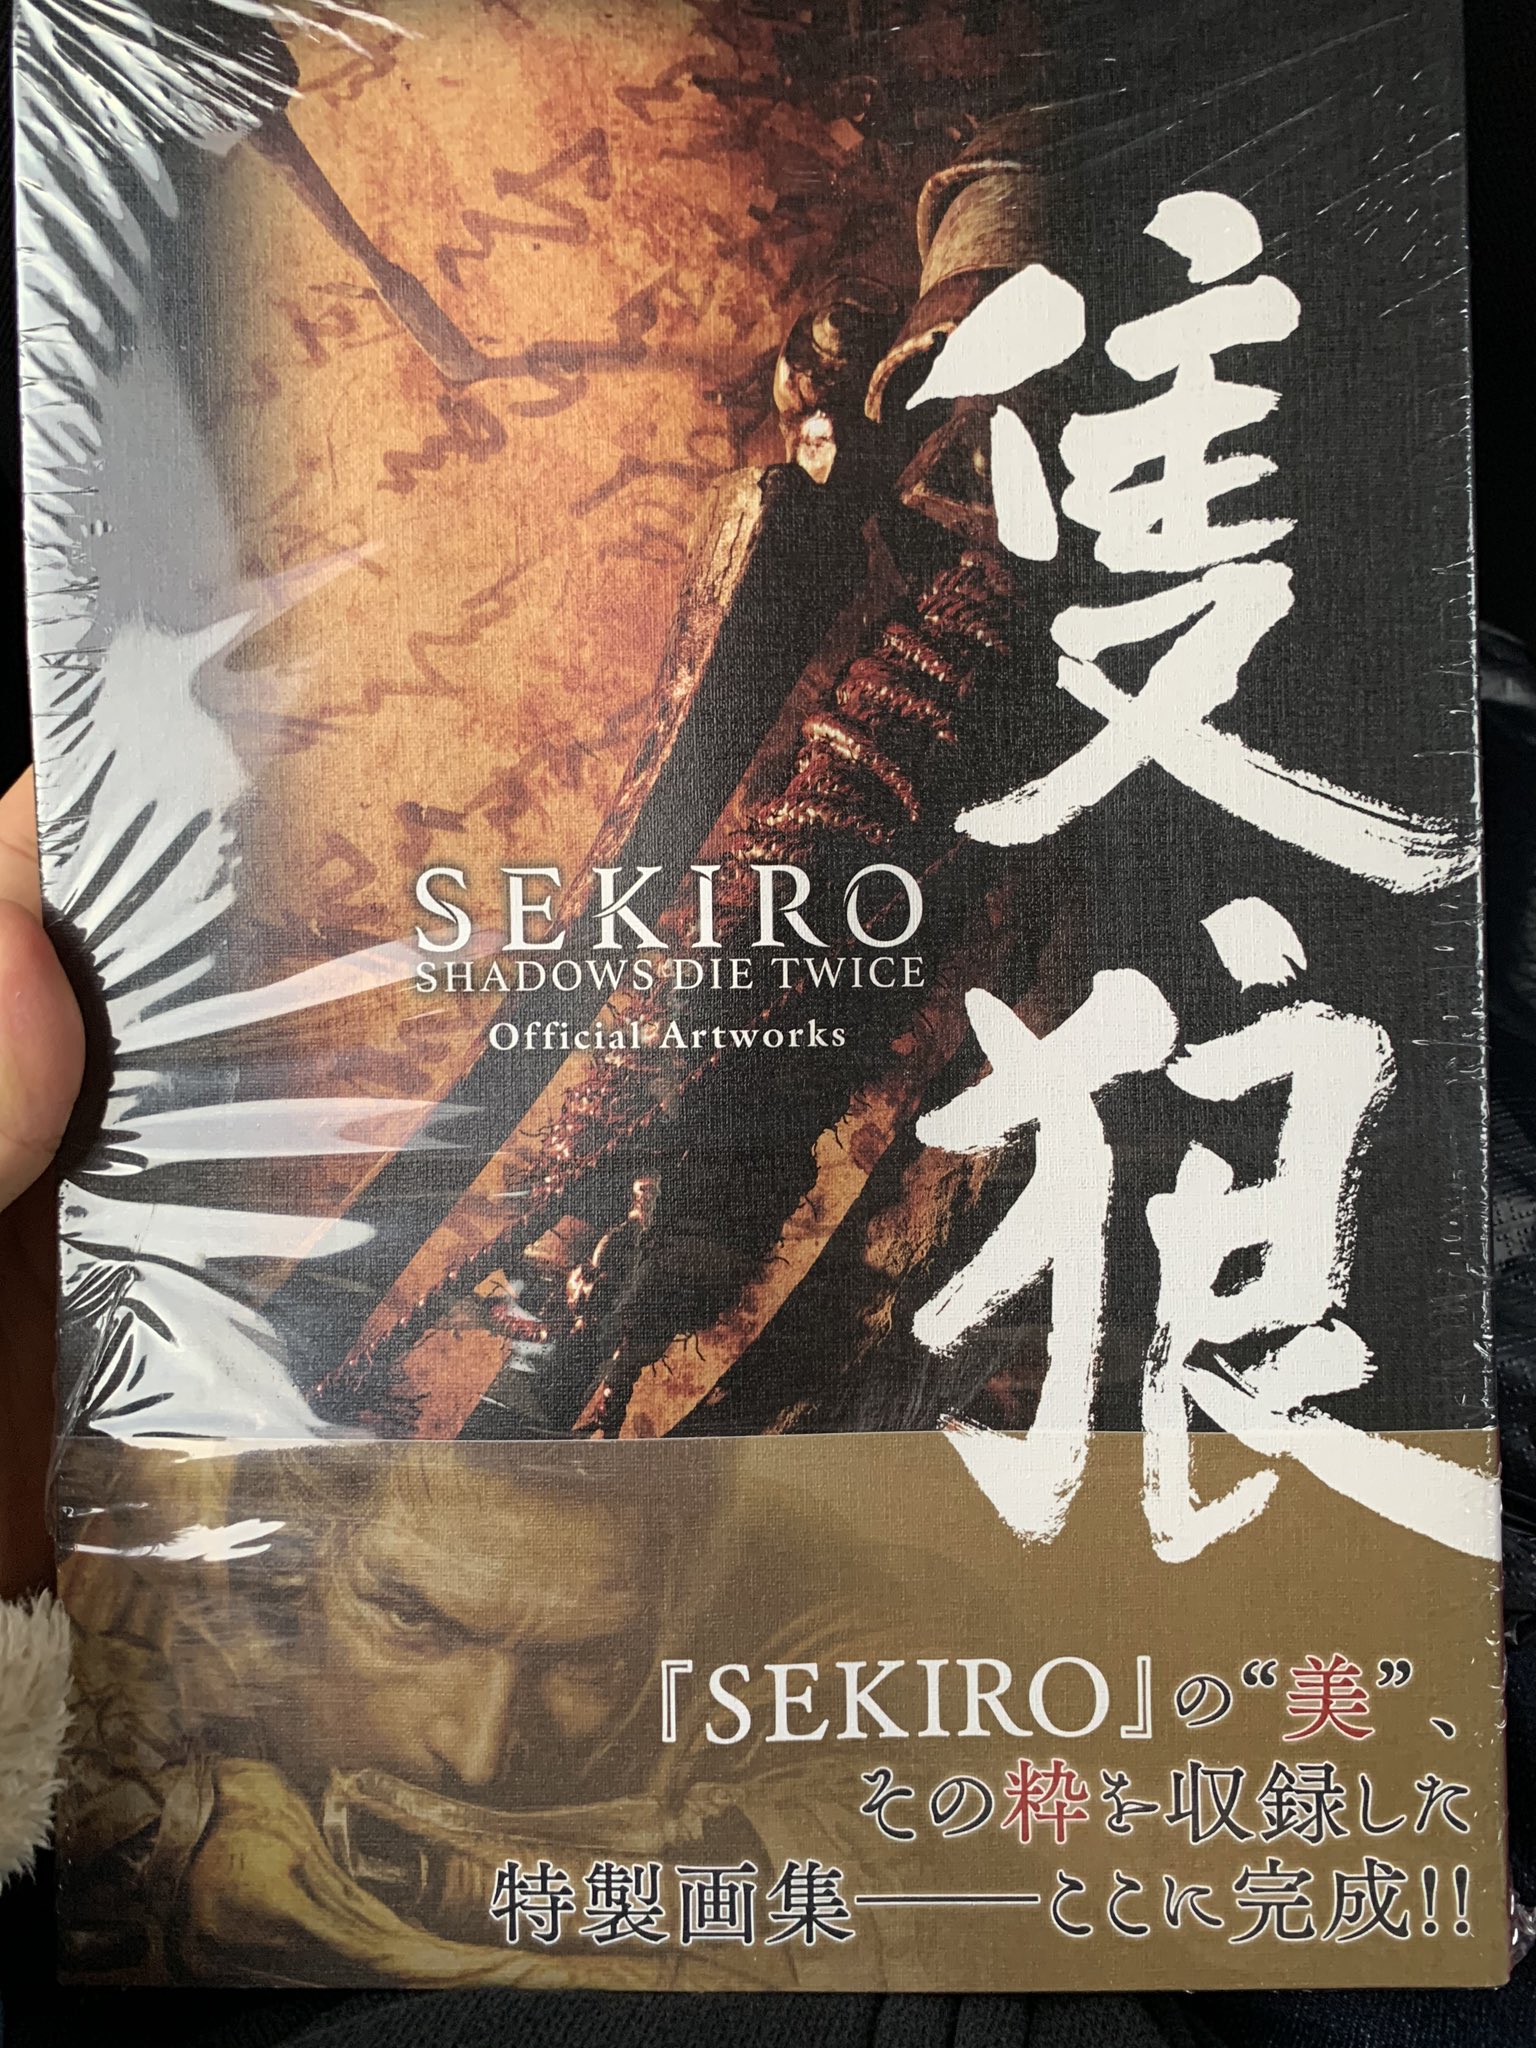 隻狼
SEKIRO
SHADOWS DIE TWICE
Official Artworks
『SEKIRO』の“美”、
その粋を収録した
特製画集――ここに完成!!